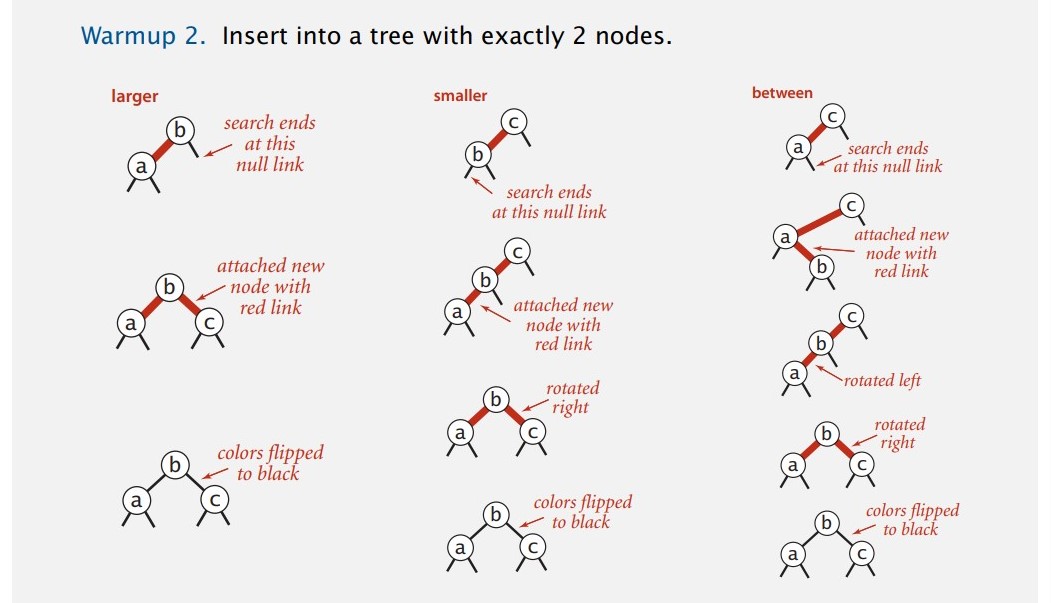 Warmup 2. Insert into a tree with exactly 2 nodes.
larger
b
a
search ends
at this
null link
b
a
c
attached new
node with
red link
b
a
c
colors flipped
to black
smaller
c
b
search ends
at this null link
c
b
a
attached new
node with
red link
b
a
c
rotated
right
b
a
c
colors flipped
to black
between
c
a
search ends
at this null link
c
a
b
attached new
node with
red link
c
b
a
rotated left
b
a
c
rotated
right
b
a
c
colors flipped
to black